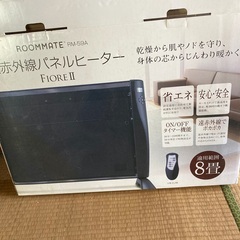 ROOMMATE RM-59A
赤外線パネルヒーター
FIORE II
乾燥から肌やノドを守り、
身体の芯からじんわり暖かく
省エネ
安心・安全
ON/OFF
タイマー機能
遠赤外線で
ポカポカ
適用範囲
8畳